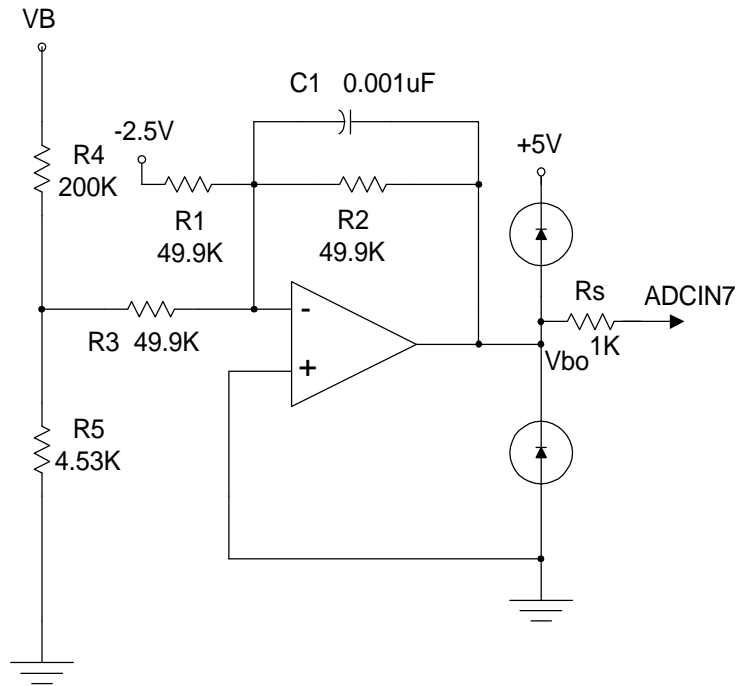 VB
C1 0.001uF
-2.5V
+5V
R4
200K
R1
49.9K
R2
49.9K
Rs
1K
ADCIN7
R3 49.9K
-
+
Vbo
R5
4.53K